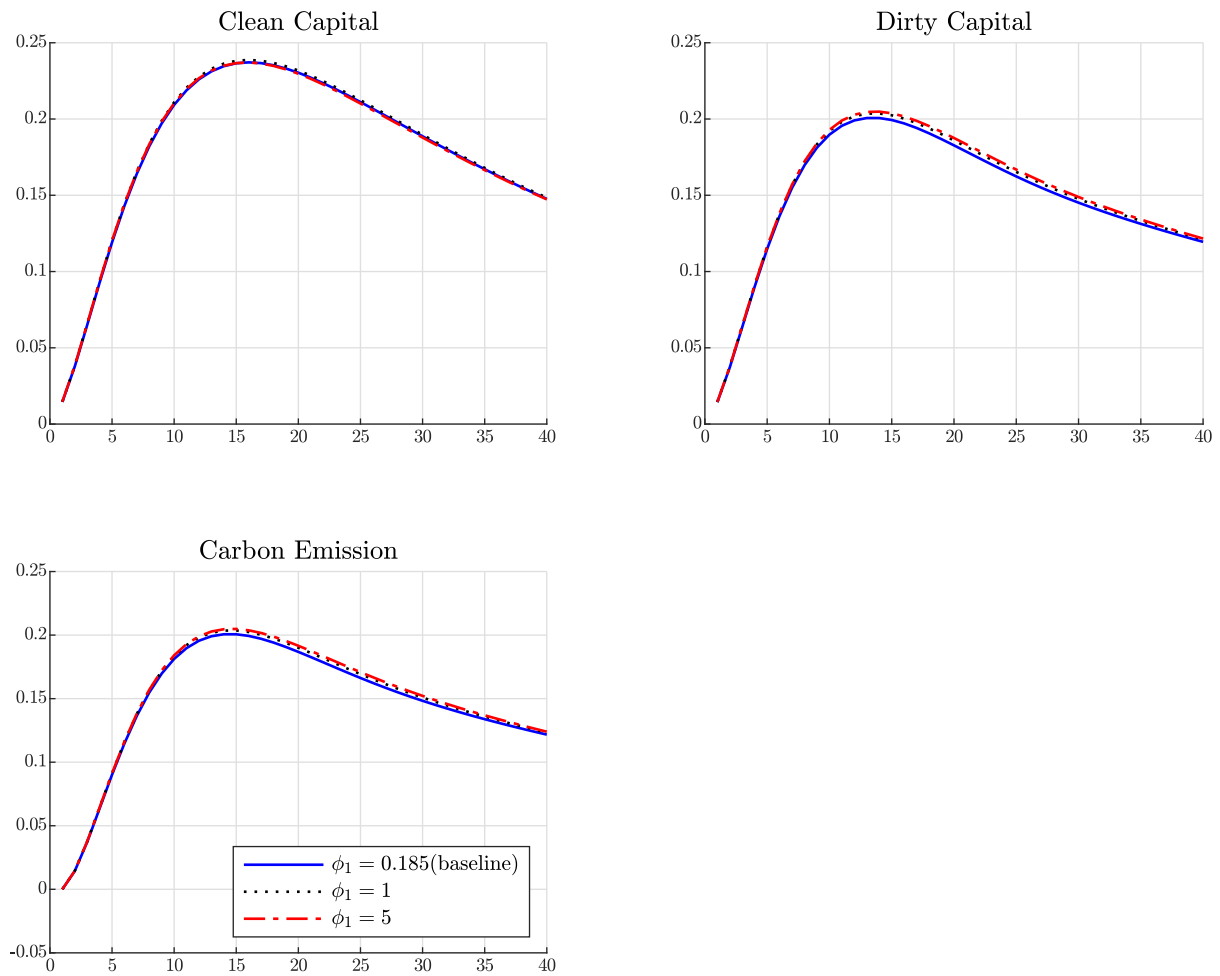 Clean Capital
0.25
0.2
0.15
0.1
0.05
0
0 5 10 15 20 25 30 35 40
Dirty Capital
0.25
0.2
0.15
0.1
0.05
0
0 5 10 15 20 25 30 35 40
Carbon Emission
0.25
0.2
0.15
0.1
0.05
0
-0.05
0 5 10 15 20 25 30 35 40
ϕ₁ = 0.185(baseline)
ϕ₁ = 1
ϕ₁ = 5